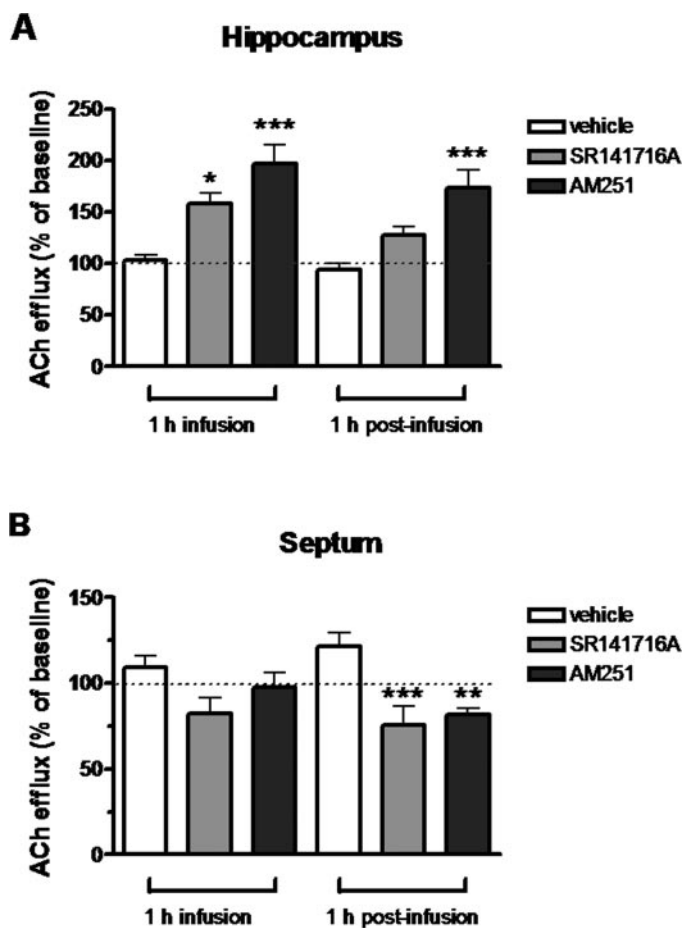 A
Hippocampus
ACh efflux (% of baseline)
250
200
150
100
50
0
*
***
***
vehicle
SR141716A
AM251
1 h infusion
1 h post-infusion
B
Septum
ACh efflux (% of baseline)
150
100
50
0
***
**
vehicle
SR141716A
AM251
1 h infusion
1 h post-infusion